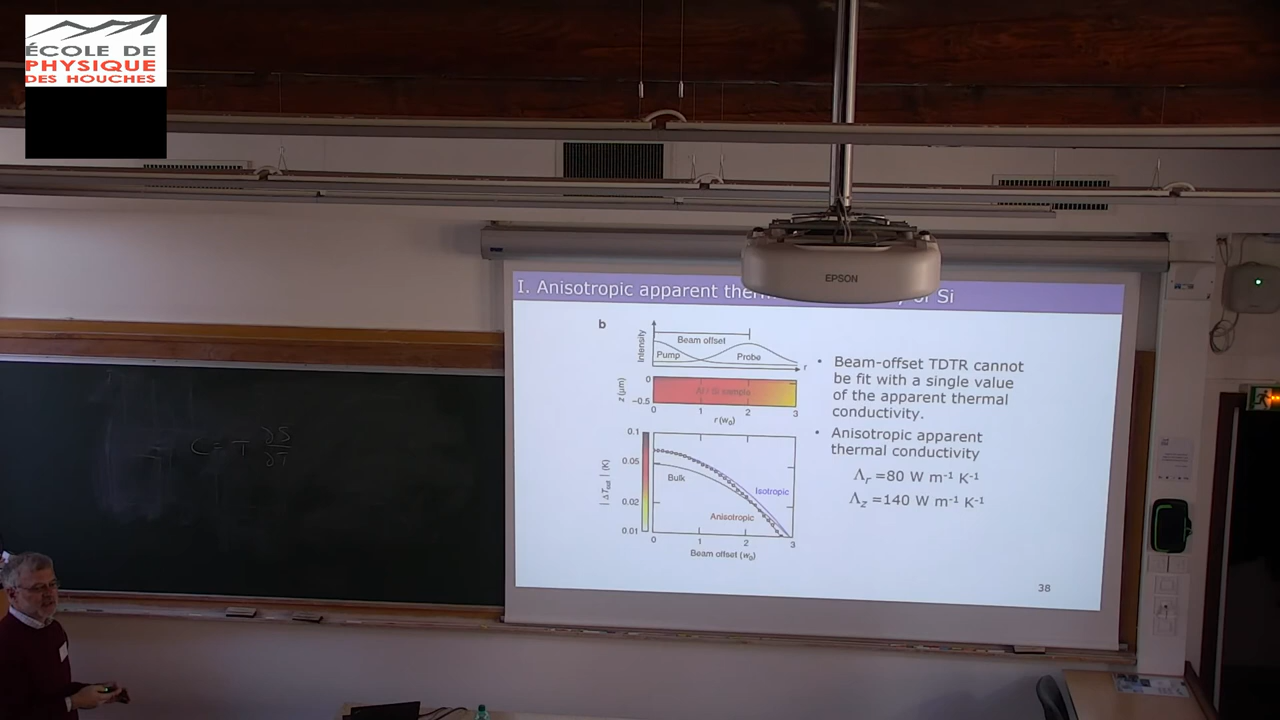 ÉCOLE DE
PHYSIQUE
DES HOUCHES
EPSON
I. Anisotropic apparent of Si
b
Intensity
Beam offset
Pump
Probe
r
z (μm)
0
−0.5
Al / Si sample
0 1 2 3
r (w₀)
0.1
0.05
0.02
0.01
| ΔTout | (K)
Bulk
Isotropic
Anisotropic
0 1 2 3
Beam offset (w₀)
• Beam-offset TDTR cannot
be fit with a single value
of the apparent thermal
conductivity.
• Anisotropic apparent
thermal conductivity
Λr =80 W m⁻¹ K⁻¹
Λz =140 W m⁻¹ K⁻¹
38
C = T ∂S/∂T